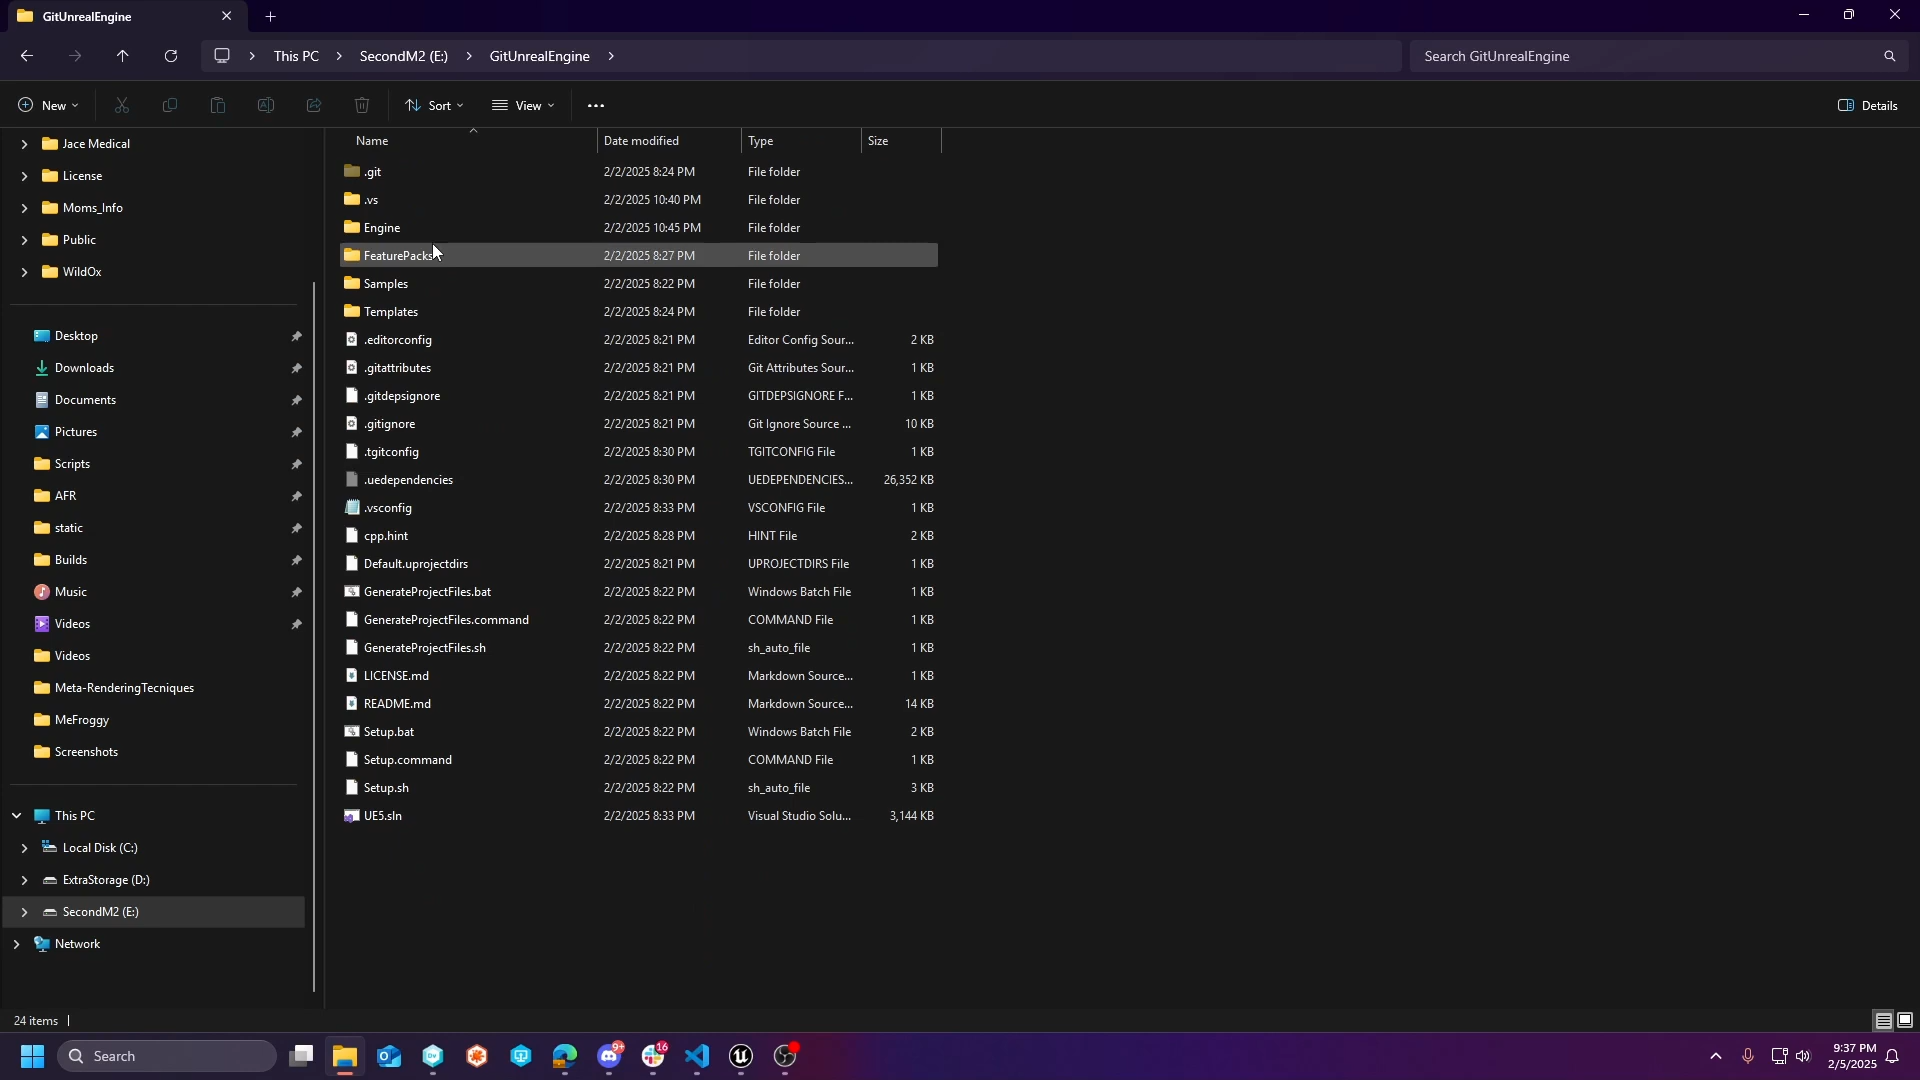 GitUnrealEngine
This PC > SecondM2 (E:) > GitUnrealEngine >
Search GitUnrealEngine
New
Sort
View
Details
Jace Medical
License
Moms_Info
Public
WildOx
Desktop
Downloads
Documents
Pictures
Scripts
AFR
static
Builds
Music
Videos
Videos
Meta-RenderingTecniques
MeFroggy
Screenshots
This PC
Local Disk (C:)
ExtraStorage (D:)
SecondM2 (E:)
Network
Name Date modified Type Size
.git 2/2/2025 8:24 PM File folder
.vs 2/2/2025 10:40 PM File folder
Engine 2/2/2025 10:45 PM File folder
FeaturePacks 2/2/2025 8:27 PM File folder
Samples 2/2/2025 8:22 PM File folder
Templates 2/2/2025 8:24 PM File folder
.editorconfig 2/2/2025 8:21 PM Editor Config Sour... 2 KB
.gitattributes 2/2/2025 8:21 PM Git Attributes Sour... 1 KB
.gitdepsignore 2/2/2025 8:21 PM GITDEPSIGNORE F... 1 KB
.gitignore 2/2/2025 8:21 PM Git Ignore Source ... 10 KB
.tgitconfig 2/2/2025 8:30 PM TGITCONFIG File 1 KB
.uedependencies 2/2/2025 8:30 PM UEDEPENDENCIES... 26,352 KB
.vsconfig 2/2/2025 8:33 PM VSCONFIG File 1 KB
cpp.hint 2/2/2025 8:28 PM HINT File 2 KB
Default.uprojectdirs 2/2/2025 8:21 PM UPROJECTDIRS File 1 KB
GenerateProjectFiles.bat 2/2/2025 8:22 PM Windows Batch File 1 KB
GenerateProjectFiles.command 2/2/2025 8:22 PM COMMAND File 1 KB
GenerateProjectFiles.sh 2/2/2025 8:22 PM sh_auto_file 1 KB
LICENSE.md 2/2/2025 8:22 PM Markdown Source... 1 KB
README.md 2/2/2025 8:22 PM Markdown Source... 14 KB
Setup.bat 2/2/2025 8:22 PM Windows Batch File 2 KB
Setup.command 2/2/2025 8:22 PM COMMAND File 1 KB
Setup.sh 2/2/2025 8:22 PM sh_auto_file 3 KB
UE5.sln 2/2/2025 8:33 PM Visual Studio Solu... 3,144 KB
24 items
Search
9+
16
9:37 PM
2/5/2025